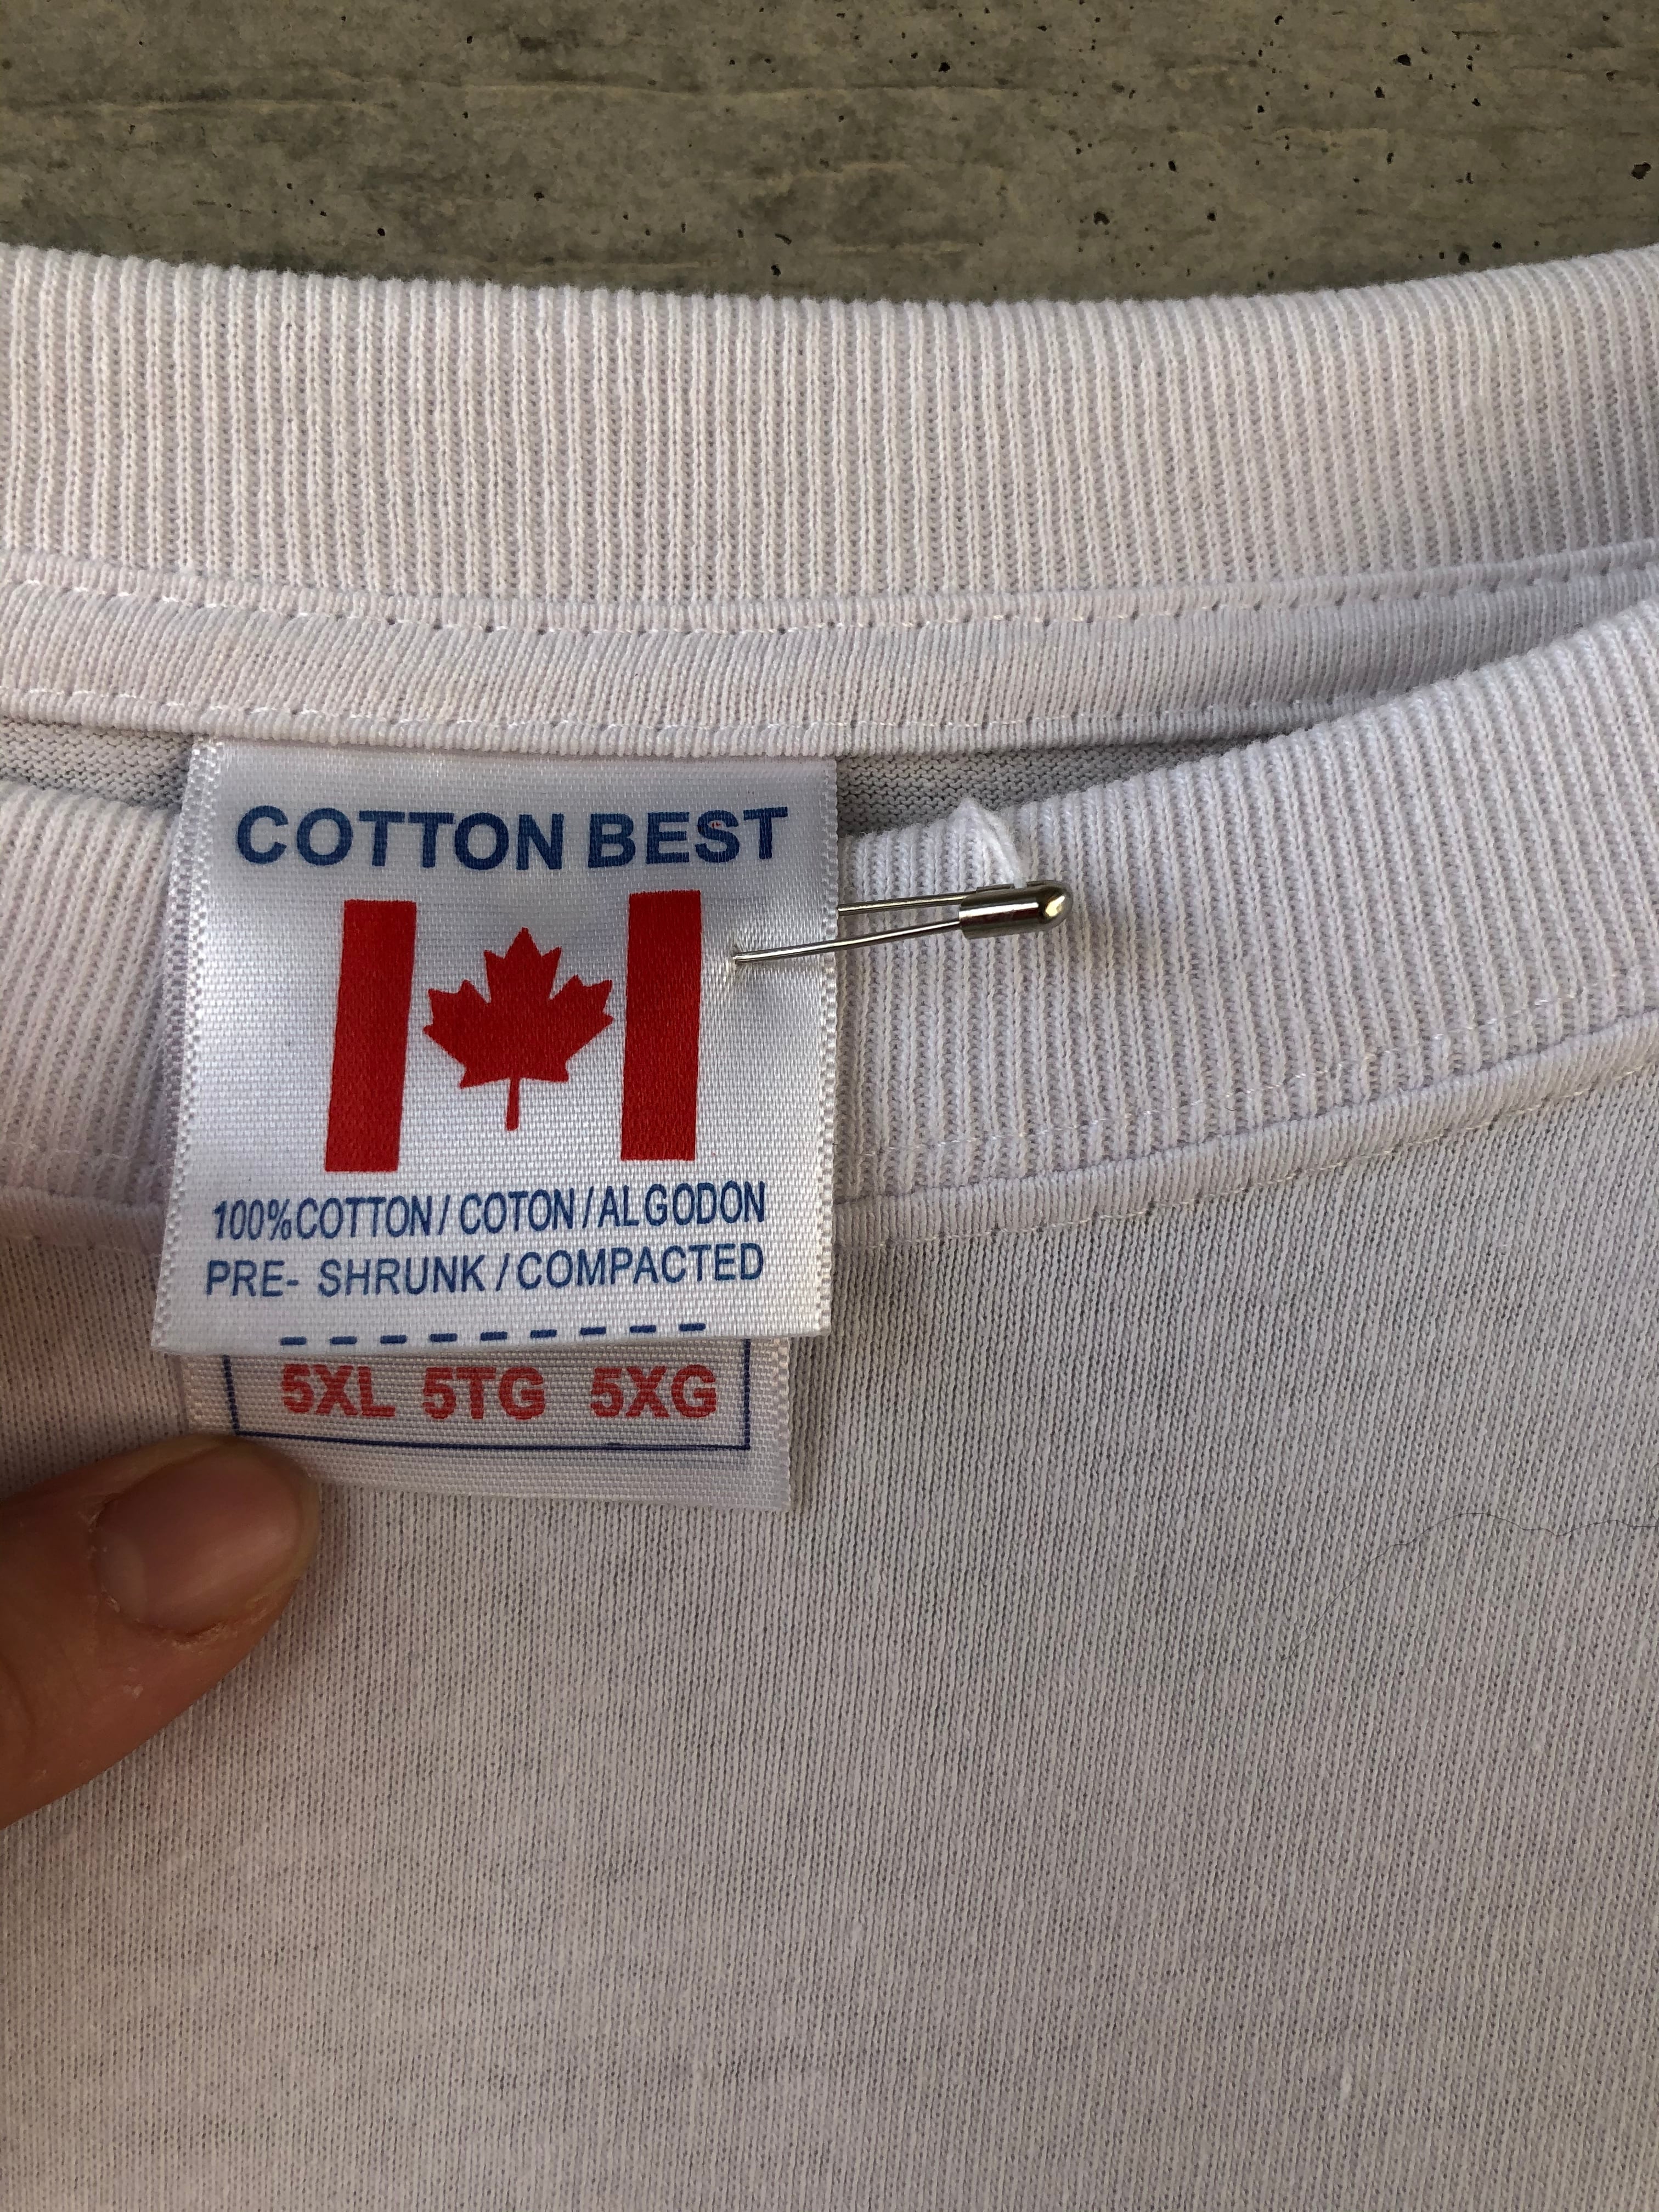 COTTON BEST
100%COTTON/COTON/ALGODON
PRE- SHRUNK/COMPACTED
5XL 5TG 5XG